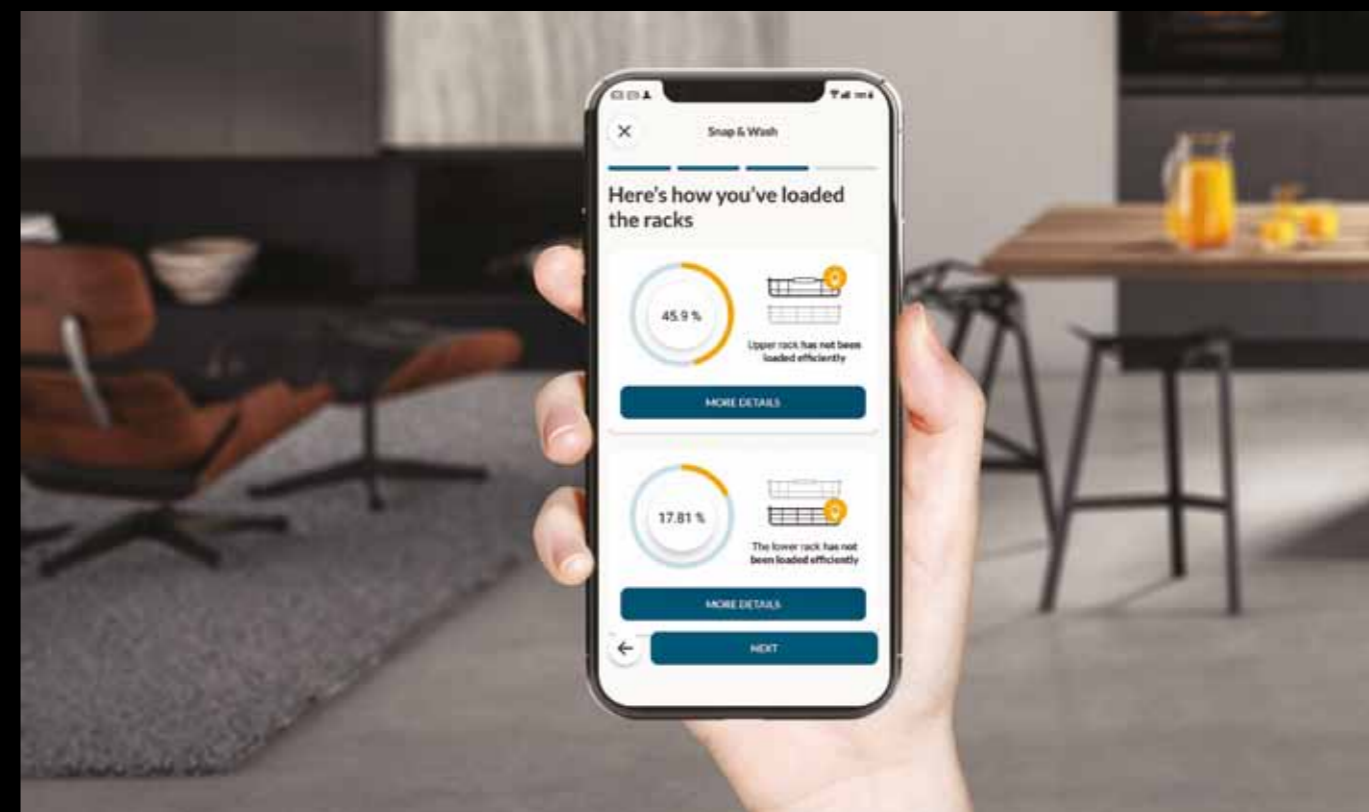 Snap & Wash
Here's how you've loaded
the racks
45.9 %
Upper rack has not been
loaded efficiently
MORE DETAILS
17.81 %
The lower rack has not
been loaded efficiently
MORE DETAILS
NEXT